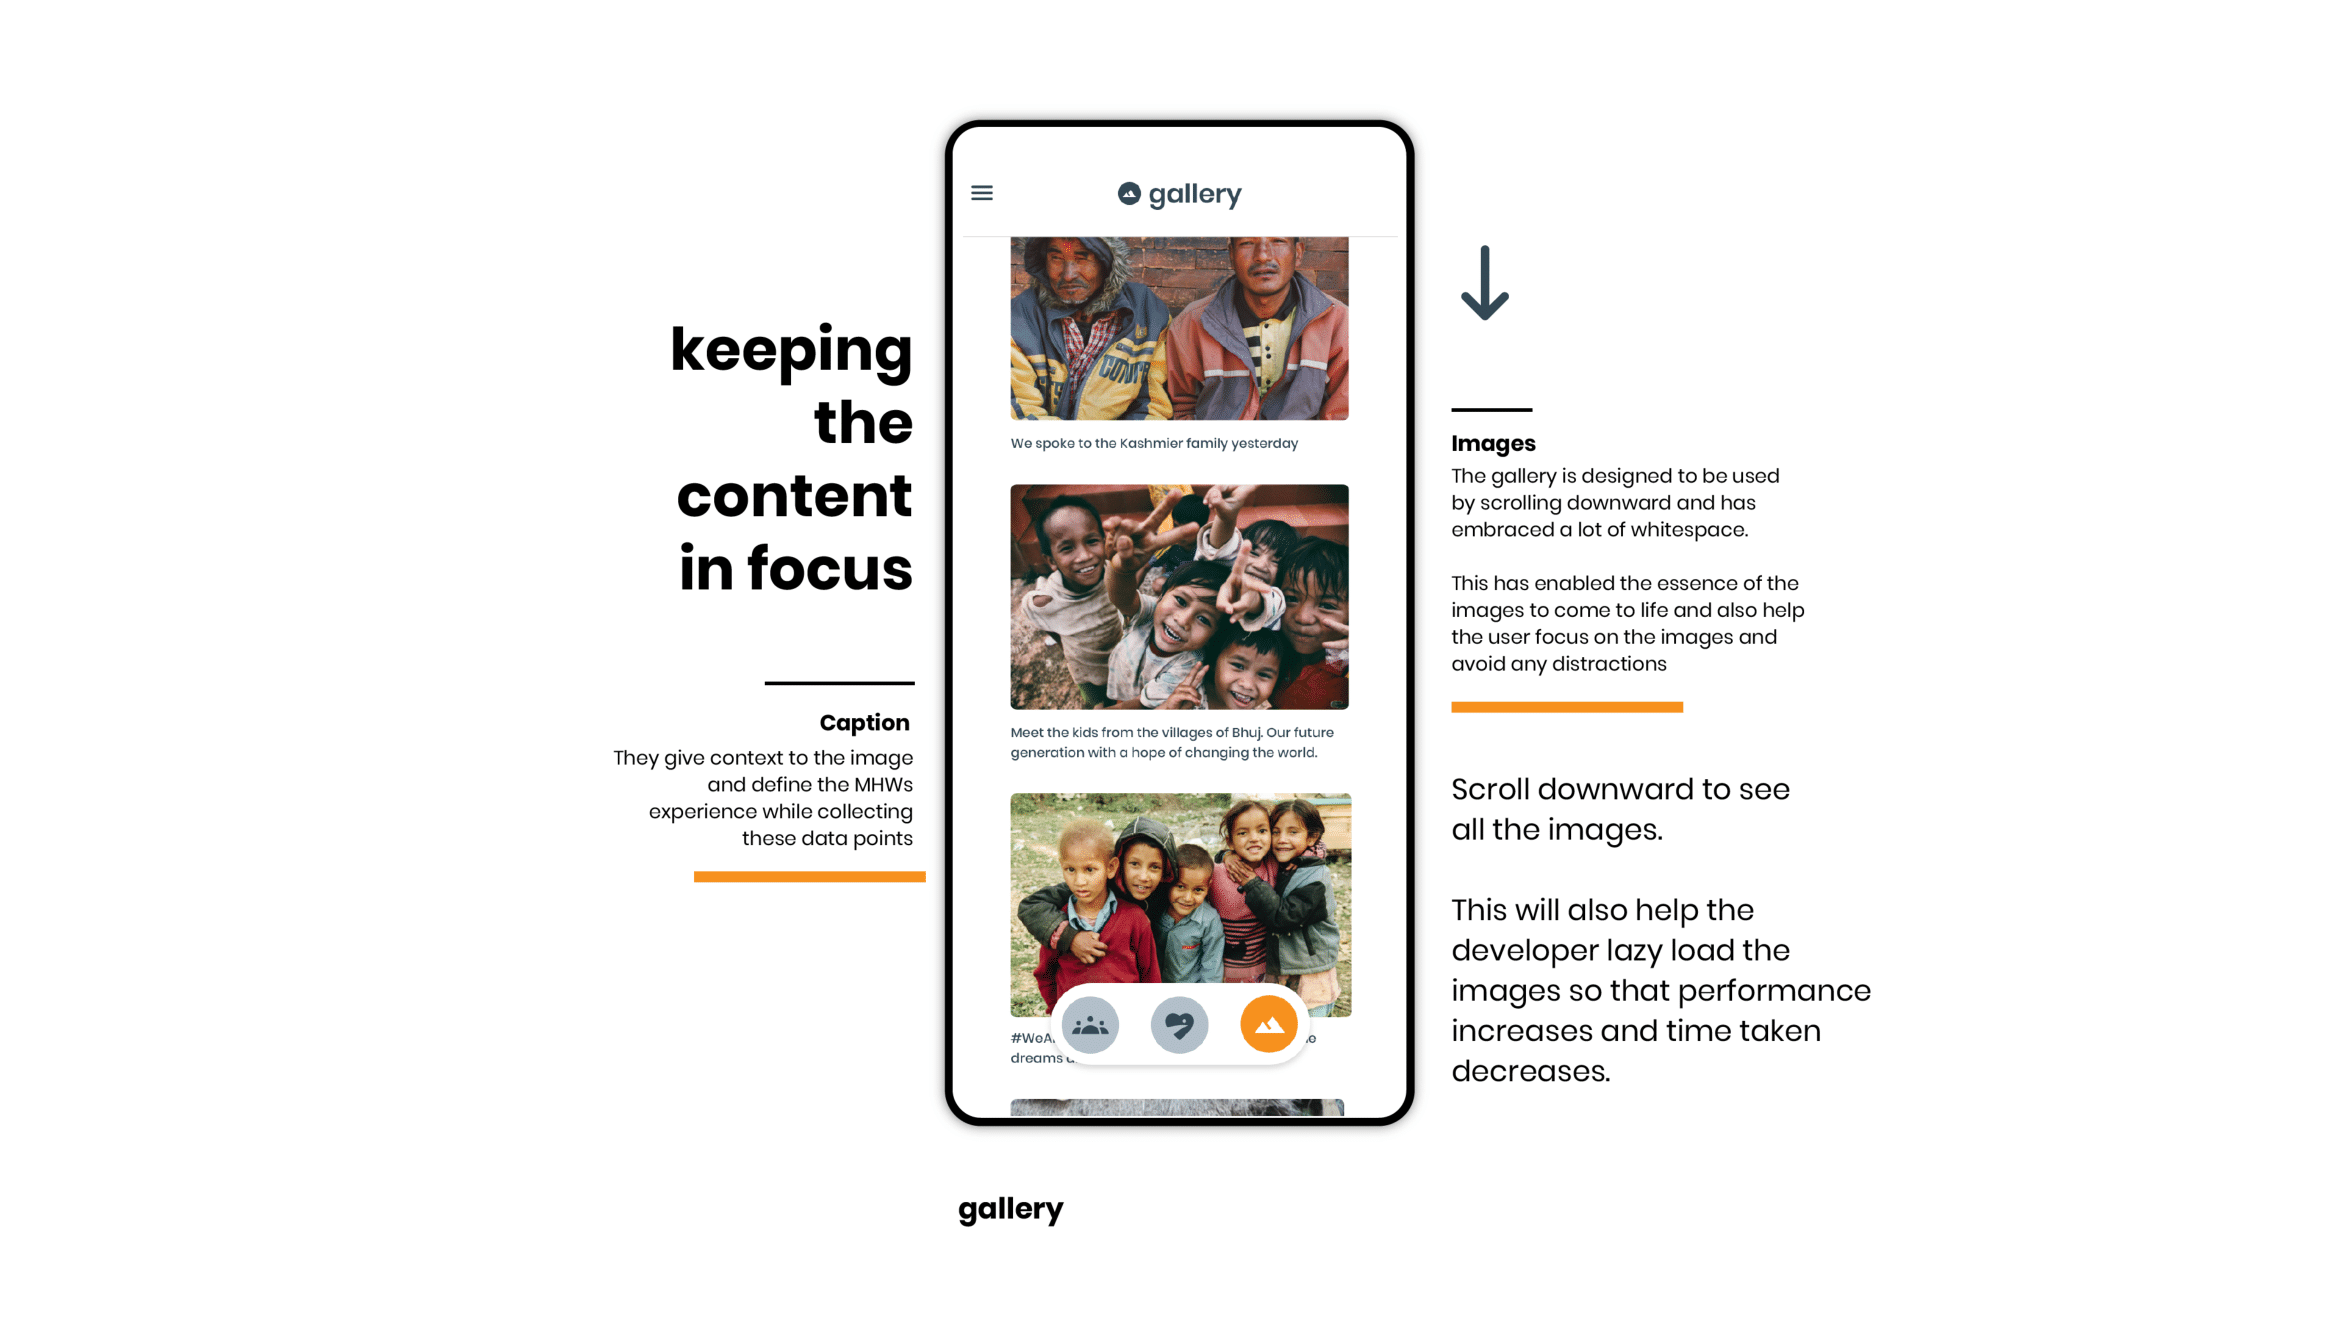 keeping
the
content
in focus
Caption
They give context to the image
and define the MHWs
experience while collecting
these data points
gallery
We spoke to the Kashmier family yesterday
Meet the kids from the villages of Bhuj. Our future
generation with a hope of changing the world.
dreams
Images
The gallery is designed to be used
by scrolling downward and has
embraced a lot of whitespace.
This has enabled the essence of the
images to come to life and also help
the user focus on the images and
avoid any distractions
Scroll downward to see
all the images.
This will also help the
developer lazy load the
images so that performance
increases and time taken
decreases.
gallery